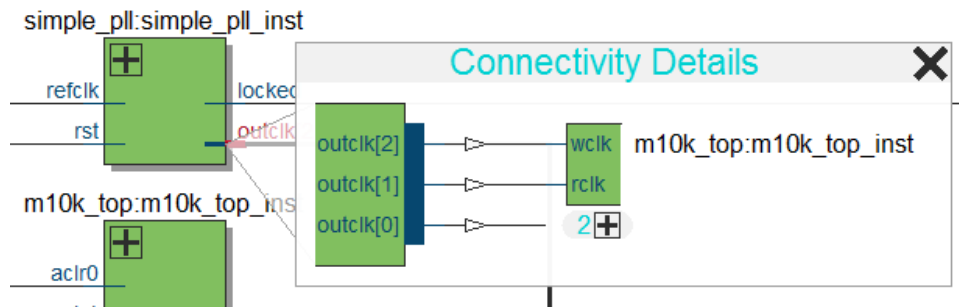 simple_pll:simple_pll_inst
Connectivity Details
refclk
locked
rst
outclk
outclk[2]
wclk
m10k_top:m10k_top_inst
outclk[1]
rclk
outclk[0]
2
m10k_top:m10k_top_ins
aclr0